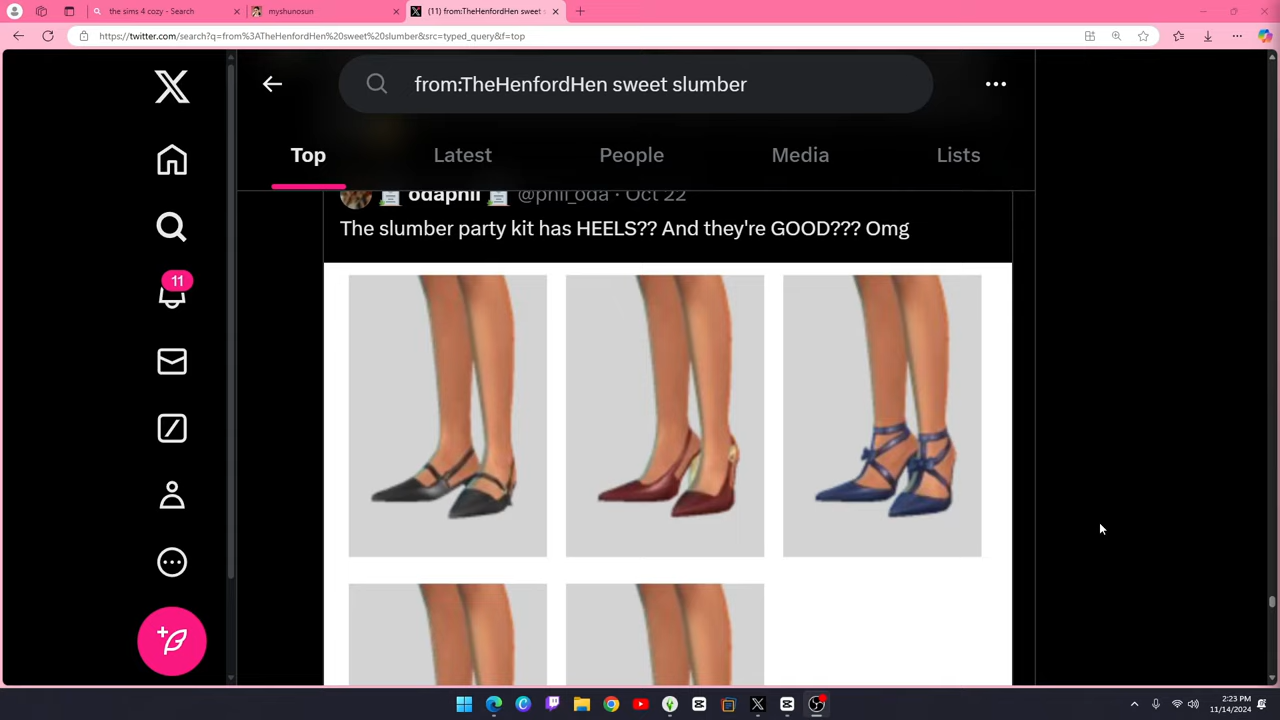 the sims 4 cozy - Search
myshunosun
(11) from:TheHenfordHen sweet s
https://twitter.com/search?q=from%3ATheHenfordHen%20sweet%20slumber&src=typed_query&f=top
from:TheHenfordHen sweet slumber
Top
Latest
People
Media
Lists
11
odaphil
@phil_oda · Oct 22
The slumber party kit has HEELS?? And they're GOOD??? Omg
2:23 PM
11/14/2024